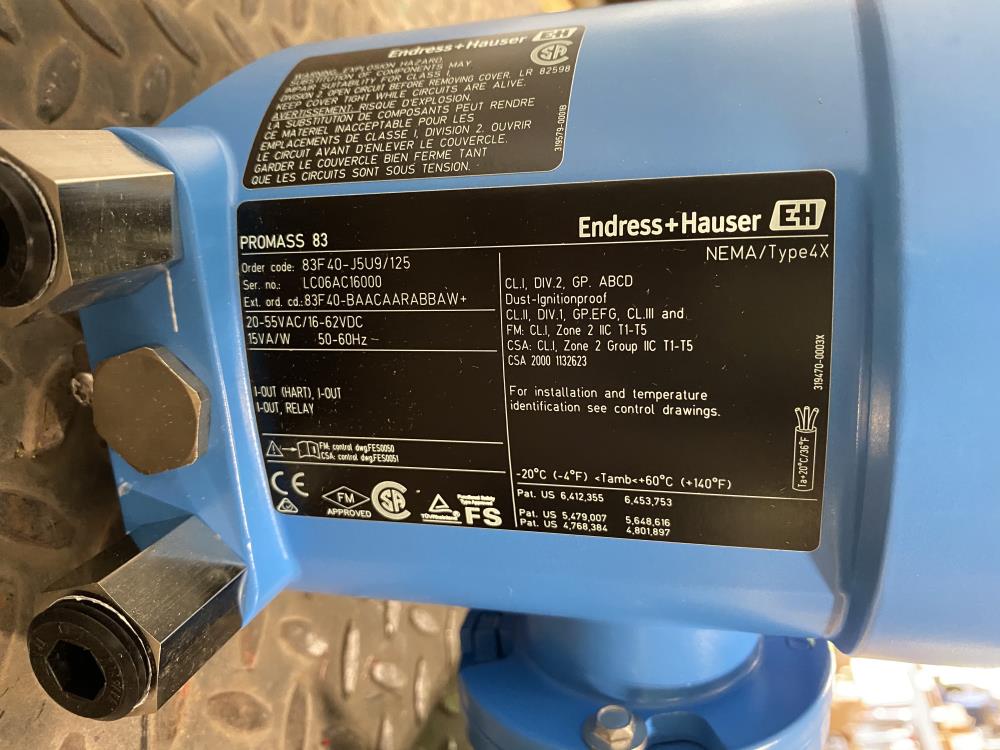 Endress+Hauser EH
WARNING: EXPLOSION HAZARD.
SUBSTITUTION OF COMPONENTS MAY
IMPAIR SUITABILITY FOR CLASS I,
DIVISION 2 OPEN CIRCUIT BEFORE REMOVING COVER.
KEEP COVER TIGHT WHILE CIRCUITS ARE ALIVE.
AVERTISSEMENT: RISQUE D'EXPLOSION.
LA SUBSTITUTION DE COMPOSANTS PEUT RENDRE
CE MATERIEL INACCEPTABLE POUR LES
EMPLACEMENTS DE CLASSE I, DIVISION 2. OUVRIR
LE CIRCUIT AVANT D'ENLEVER LE COUVERCLE.
GARDER LE COUVERCLE BIEN FERME TANT
QUE LES CIRCUITS SONT SOUS TENSION.
LR 82598
319579-0001B
Endress+Hauser EH
PROMASS 83
NEMA/Type4X
Order code: 83F40-J5U9/125
Ser. no.: LC06AC16000
Ext. ord. cd.: 83F40-BAACAARABBAW+
20-55VAC/16-62VDC
15VA/W 50-60Hz
I-OUT (HART), I-OUT
I-OUT, RELAY
FM: control dwg.FES0050
CSA: control dwg.FES0051
CE
FM
APPROVED
Functional Safety
Type Approved
FS
CL.I, DIV.2, GP. ABCD
Dust-Ignitionproof
CL.II, DIV.1, GP.EFG, CL.III and
FM: CL.I, Zone 2 IIC T1-T5
CSA: CL.I, Zone 2 Group IIC T1-T5
CSA 2000 1132623
For installation and temperature
identification see control drawings.
-20°C (-4°F) <Tamb<+60°C (+140°F)
Pat. US 6,412,355 6,453,753
Pat. US 5,479,007 5,648,616
Pat. US 4,768,384 4,801,897
319470-0003X
Ta+20°C/36°F